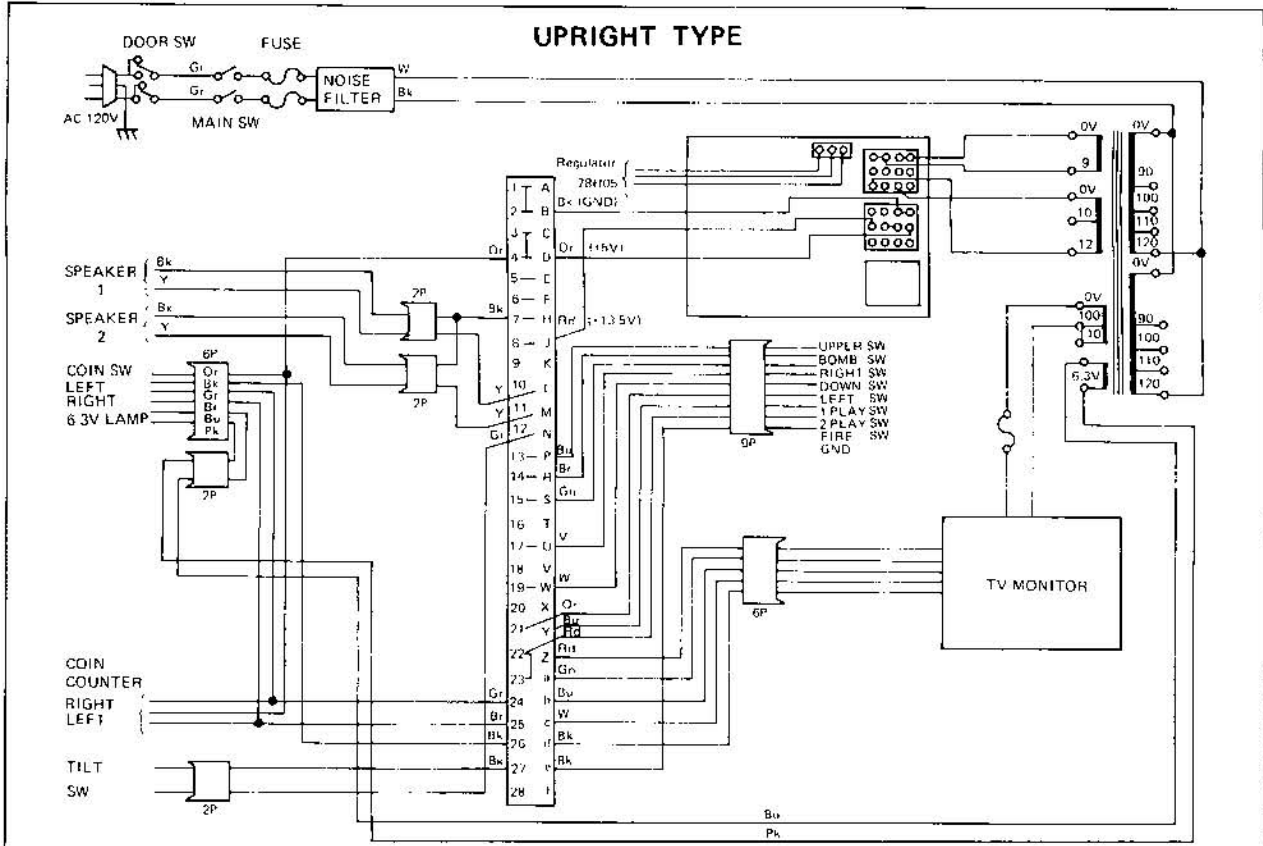 UPRIGHT TYPE
DOOR SW
FUSE
Gr
Gr
NOISE
FILTER
W
Bk
AC 120V
MAIN SW
Regulator
78H05
Bk (GND)
Or (+5V)
Rd (+13.5V)
0V
9
0V
10
12
0V
90
100
110
120
0V
100
10
6.3V
0V
90
100
110
120
SPEAKER
1
Bk
Y
SPEAKER
2
Bk
Y
2P
2P
6P
COIN SW
LEFT
RIGHT
6.3V LAMP
Or
Bk
Gr
Br
Bu
Pk
2P
Or
Bk
Y
Y
Gr
1 A
2 B
3 C
4 D
5 E
6 F
7 H
8 J
9 K
10 L
11 M
12 N
13 P
14 R
15 S
16 T
17 U
18 V
19 W
20 X
21 Y
22 Z
23 a
24 b
25 c
26 d
27 e
28 f
Bu
Br
Gn
V
W
Or
Bu
Rd
Rd
Gn
Bu
W
Bk
Bk
9P
UPPER SW
BOMB SW
RIGHT SW
DOWN SW
LEFT SW
1 PLAY SW
2 PLAY SW
FIRE SW
GND
6P
TV MONITOR
COIN
COUNTER
RIGHT
LEFT
Gr
Br
Bk
Bk
TILT
SW
2P
Bu
Pk